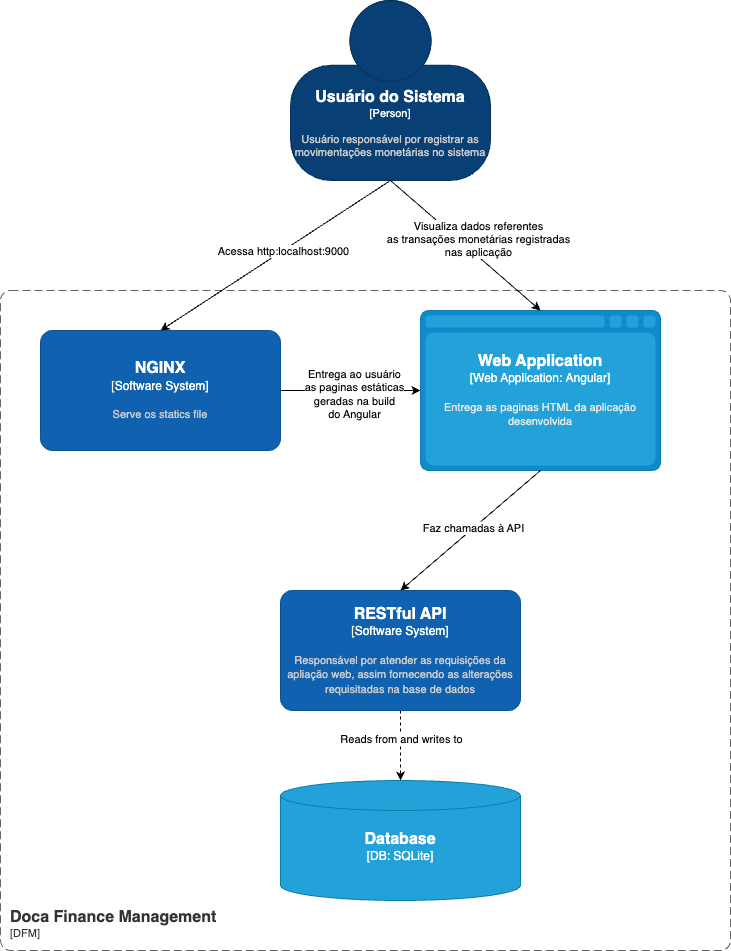 Usuário do Sistema
[Person]
Usuário responsável por registrar as
movimentações monetárias no sistema
Acessa http:localhost:9000
Visualiza dados referentes
as transações monetárias registradas
nas aplicação
NGINX
[Software System]
Serve os statics file
Entrega ao usuário
as paginas estáticas
geradas na build
do Angular
Web Application
[Web Application: Angular]
Entrega as paginas HTML da aplicação
desenvolvida
Faz chamadas à API
RESTful API
[Software System]
Responsável por atender as requisições da
apliação web, assim fornecendo as alterações
requisitadas na base de dados
Reads from and writes to
Database
[DB: SQLite]
Doca Finance Management
[DFM]